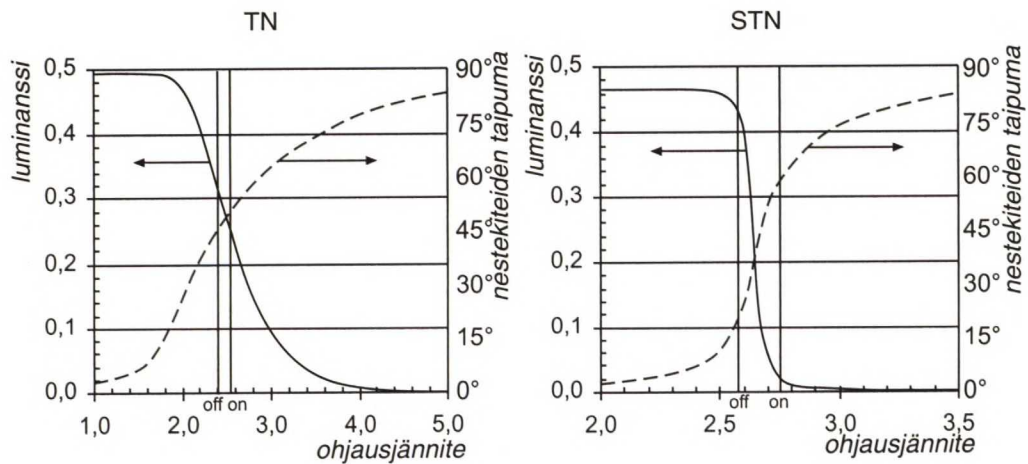 TN
luminanssi
0,5
0,4
0,3
0,2
0,1
0,0
90°
75°
60°
45°
30°
15°
0°
nestekiteiden taipuma
off on
1,0 2,0 3,0 4,0 5,0
ohjausjännite
STN
luminanssi
0,5
0,4
0,3
0,2
0,1
0,0
90°
75°
60°
45°
30°
15°
0°
nestekiteiden taipuma
off on
2,0 2,5 3,0 3,5
ohjausjännite